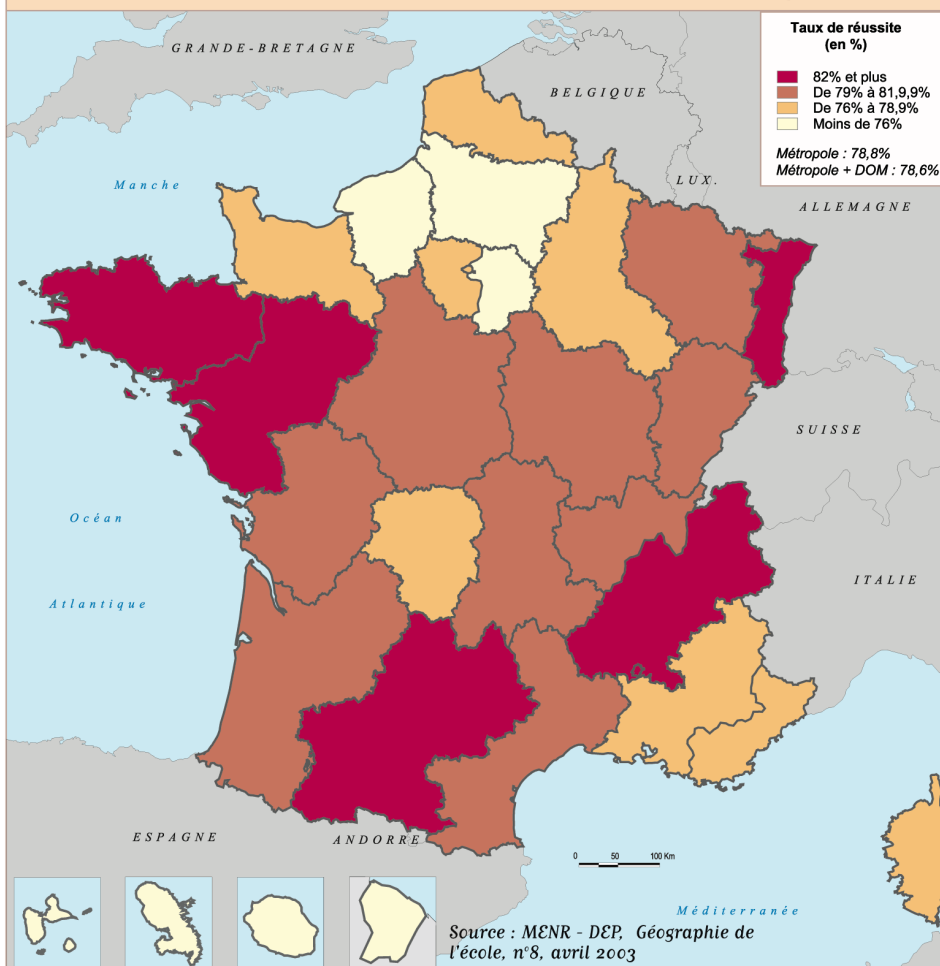 GRANDE-BRETAGNE
BELGIQUE
LUX.
ALLEMAGNE
Manche
Taux de réussite
(en %)
82% et plus
De 79% à 81,9,9%
De 76% à 78,9%
Moins de 76%
Métropole : 78,8%
Métropole + DOM : 78,6%
SUISSE
Océan
ITALIE
Atlantique
ESPAGNE
ANDORRE
0 50 100 Km
Méditerranée
Source : MENR - DEP, Géographie de
l'école, n°8, avril 2003